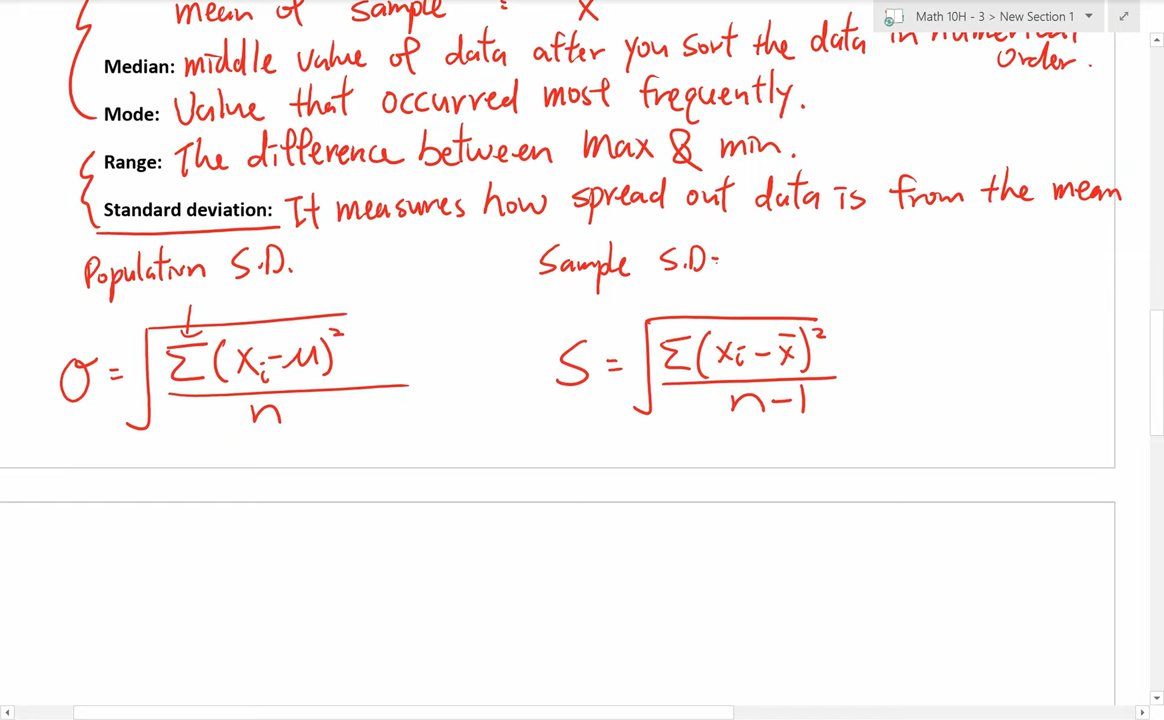 Math 10H - 3 > New Section 1
mean of sample : x̄
Median: middle value of data after you sort the data in numerical order.
Mode: Value that occurred most frequently.
Range: The difference between max & min.
Standard deviation: It measures how spread out data is from the mean
Population S.D. Sample S.D=
σ = √(Σ(xᵢ-μ)²/n) S = √(Σ(xᵢ-x̄)²/n-1)